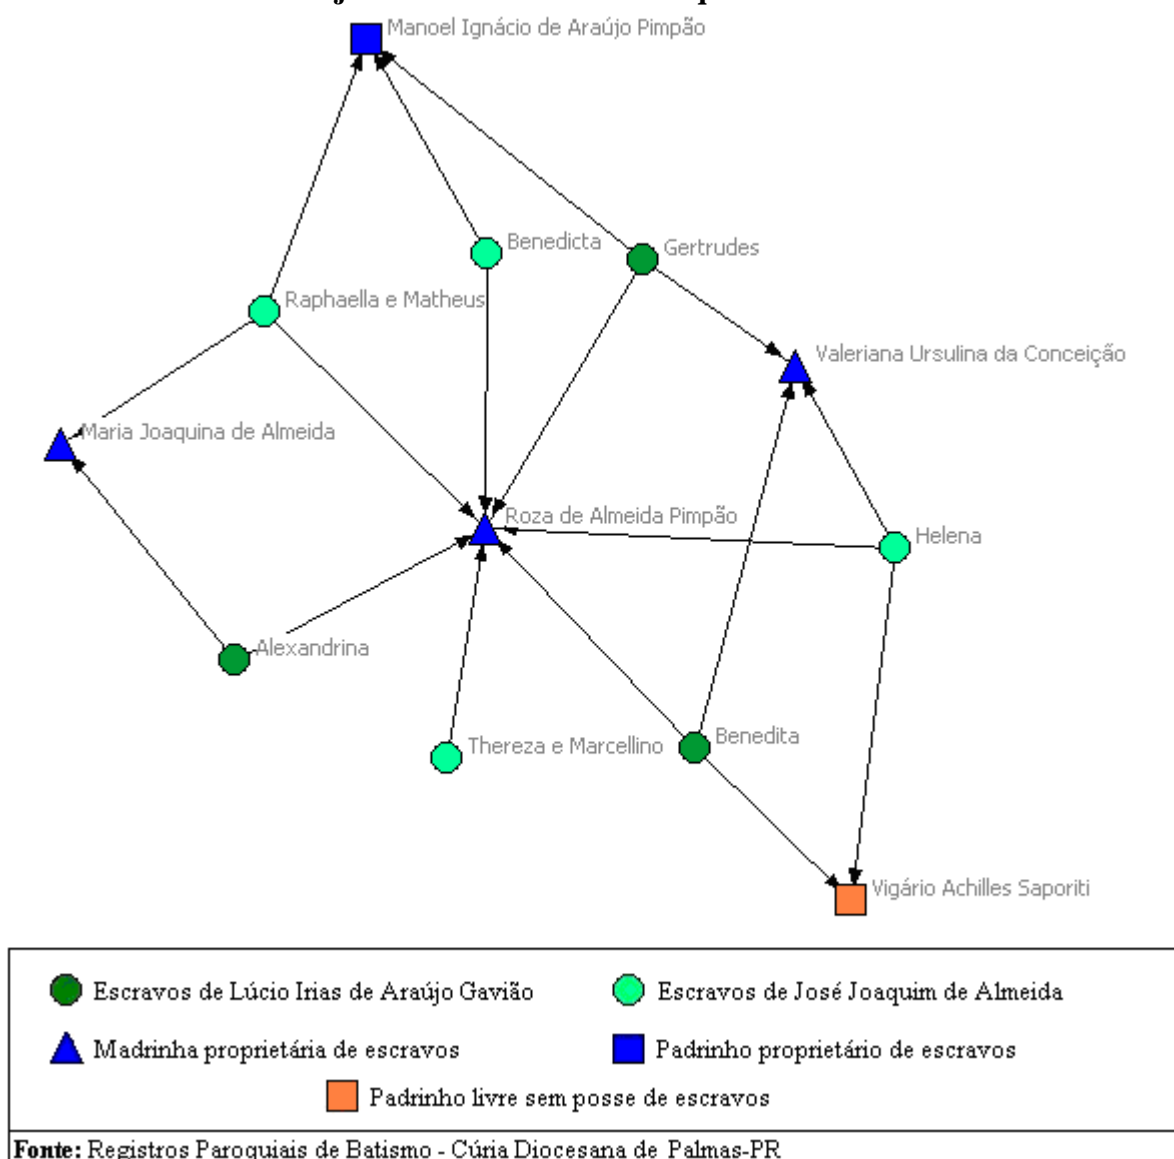 Manoel Ignácio de Araújo Pimpão
Benedicta
Gertrudes
Raphaella e Matheus
Valeriana Ursulina da Conceição
Maria Joaquina de Almeida
Roza de Almeida Pimpão
Helena
Alexandrina
Thereza e Marcellino
Benedita
Vigário Achilles Saporiti
Escravos de Lúcio Irias de Araújo Gavião
Escravos de José Joaquim de Almeida
Madrinha proprietária de escravos
Padrinho proprietário de escravos
Padrinho livre sem posse de escravos
Fonte: Registros Paroquiais de Batismo - Cúria Diocesana de Palmas-PR